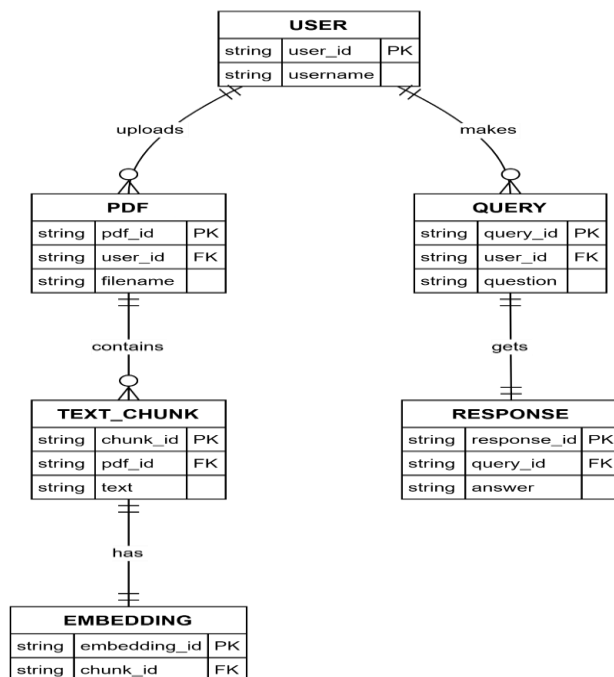 USER
string user_id PK
string username
uploads
makes
PDF
string pdf_id PK
string user_id FK
string filename
QUERY
string query_id PK
string user_id FK
string question
contains
gets
TEXT_CHUNK
string chunk_id PK
string pdf_id FK
string text
RESPONSE
string response_id PK
string query_id FK
string answer
has
EMBEDDING
string embedding_id PK
string chunk_id FK